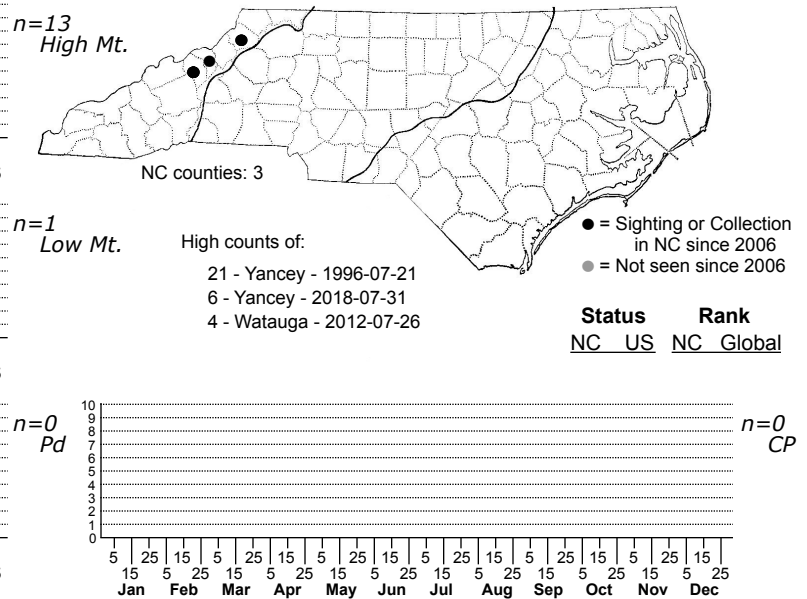 n=13
High Mt.
NC counties: 3
n=1
Low Mt.
High counts of:
21 - Yancey - 1996-07-21
6 - Yancey - 2018-07-31
4 - Watauga - 2012-07-26
= Sighting or Collection
in NC since 2006
= Not seen since 2006
Status Rank
NC US NC Global
n=0
Pd
10
9
8
7
6
5
4
3
2
1
0
n=0
CP
5 25 15 5 25 15 5 25 15 5 25 15 5 25 15 5 25 15
15 5 25 15 5 25 15 5 25 15 5 25 15 5 25 15 5 25
Jan Feb Mar Apr May Jun Jul Aug Sep Oct Nov Dec